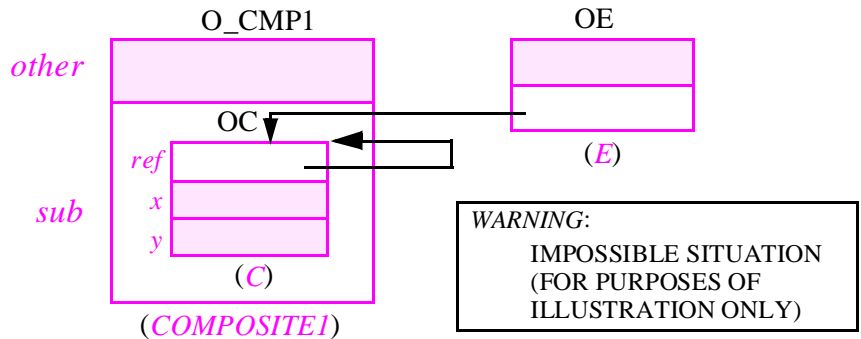 O_CMP1
OE
other
OC
ref
(E)
sub
x
WARNING:
y
IMPOSSIBLE SITUATION
(C)
(FOR PURPOSES OF
ILLUSTRATION ONLY)
(COMPOSITE1)